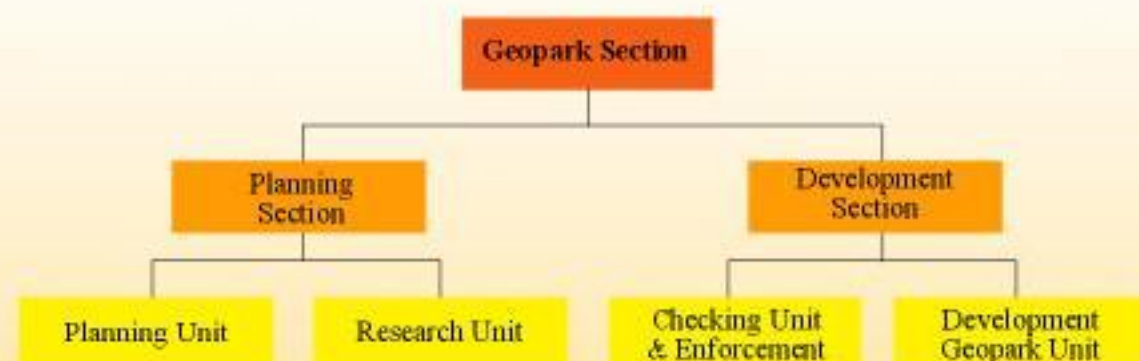 Geopark Section
Planning
Section
Development
Section
Planning Unit
Research Unit
Checking Unit
& Enforcement
Development
Geopark Unit